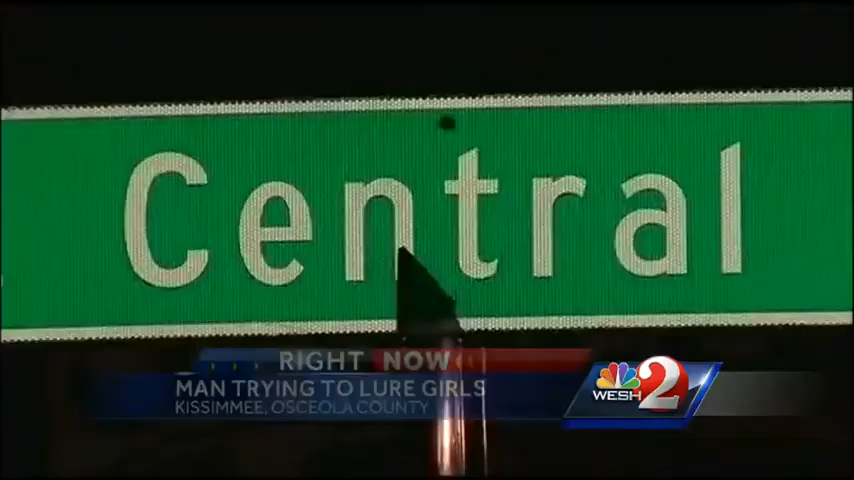 Central
RIGHT NOW
MAN TRYING TO LURE GIRLS
KISSIMMEE, OSCEOLA COUNTY
WESH 2